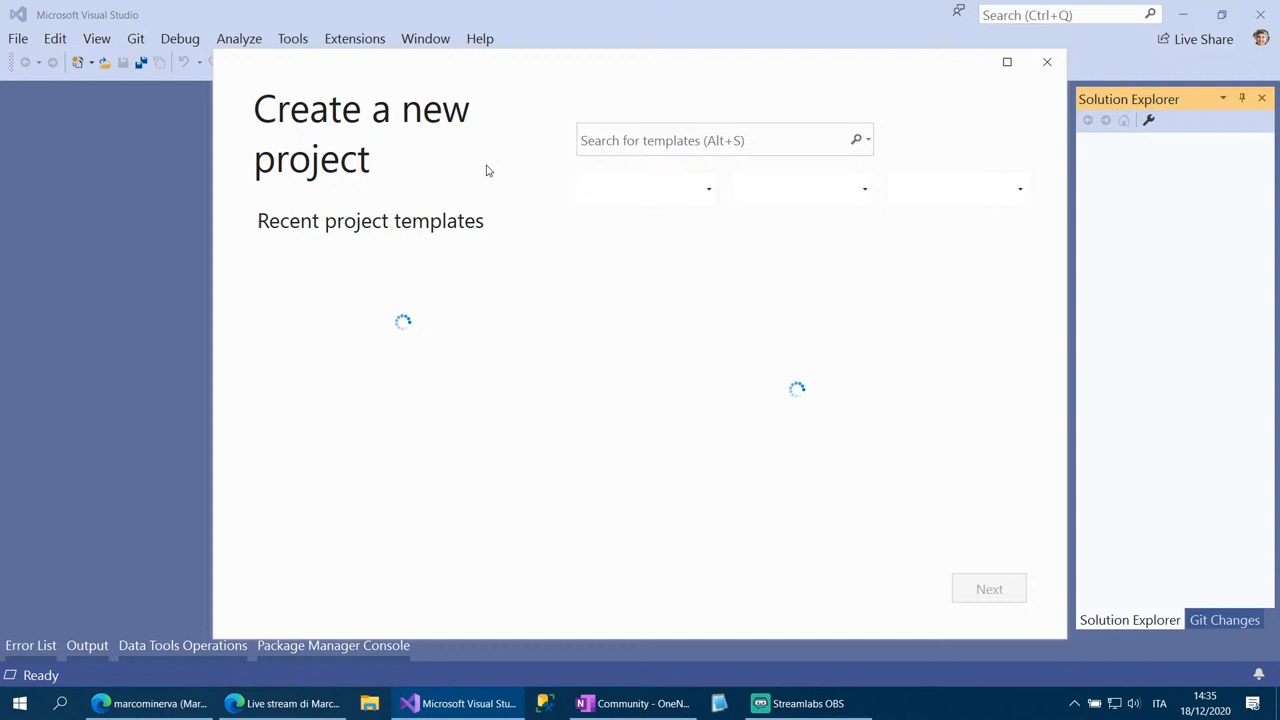 Microsoft Visual Studio
Search (Ctrl+Q)
File Edit View Git Debug Analyze Tools Extensions Window Help
Live Share
Create a new
project
Search for templates (Alt+S)
Recent project templates
Next
Solution Explorer
Solution Explorer Git Changes
Error List Output Data Tools Operations Package Manager Console
Ready
marcominerva (Mar...
Live stream di Marc...
Microsoft Visual Stu...
Community - OneN...
Streamlabs OBS
ITA
14:35
18/12/2020